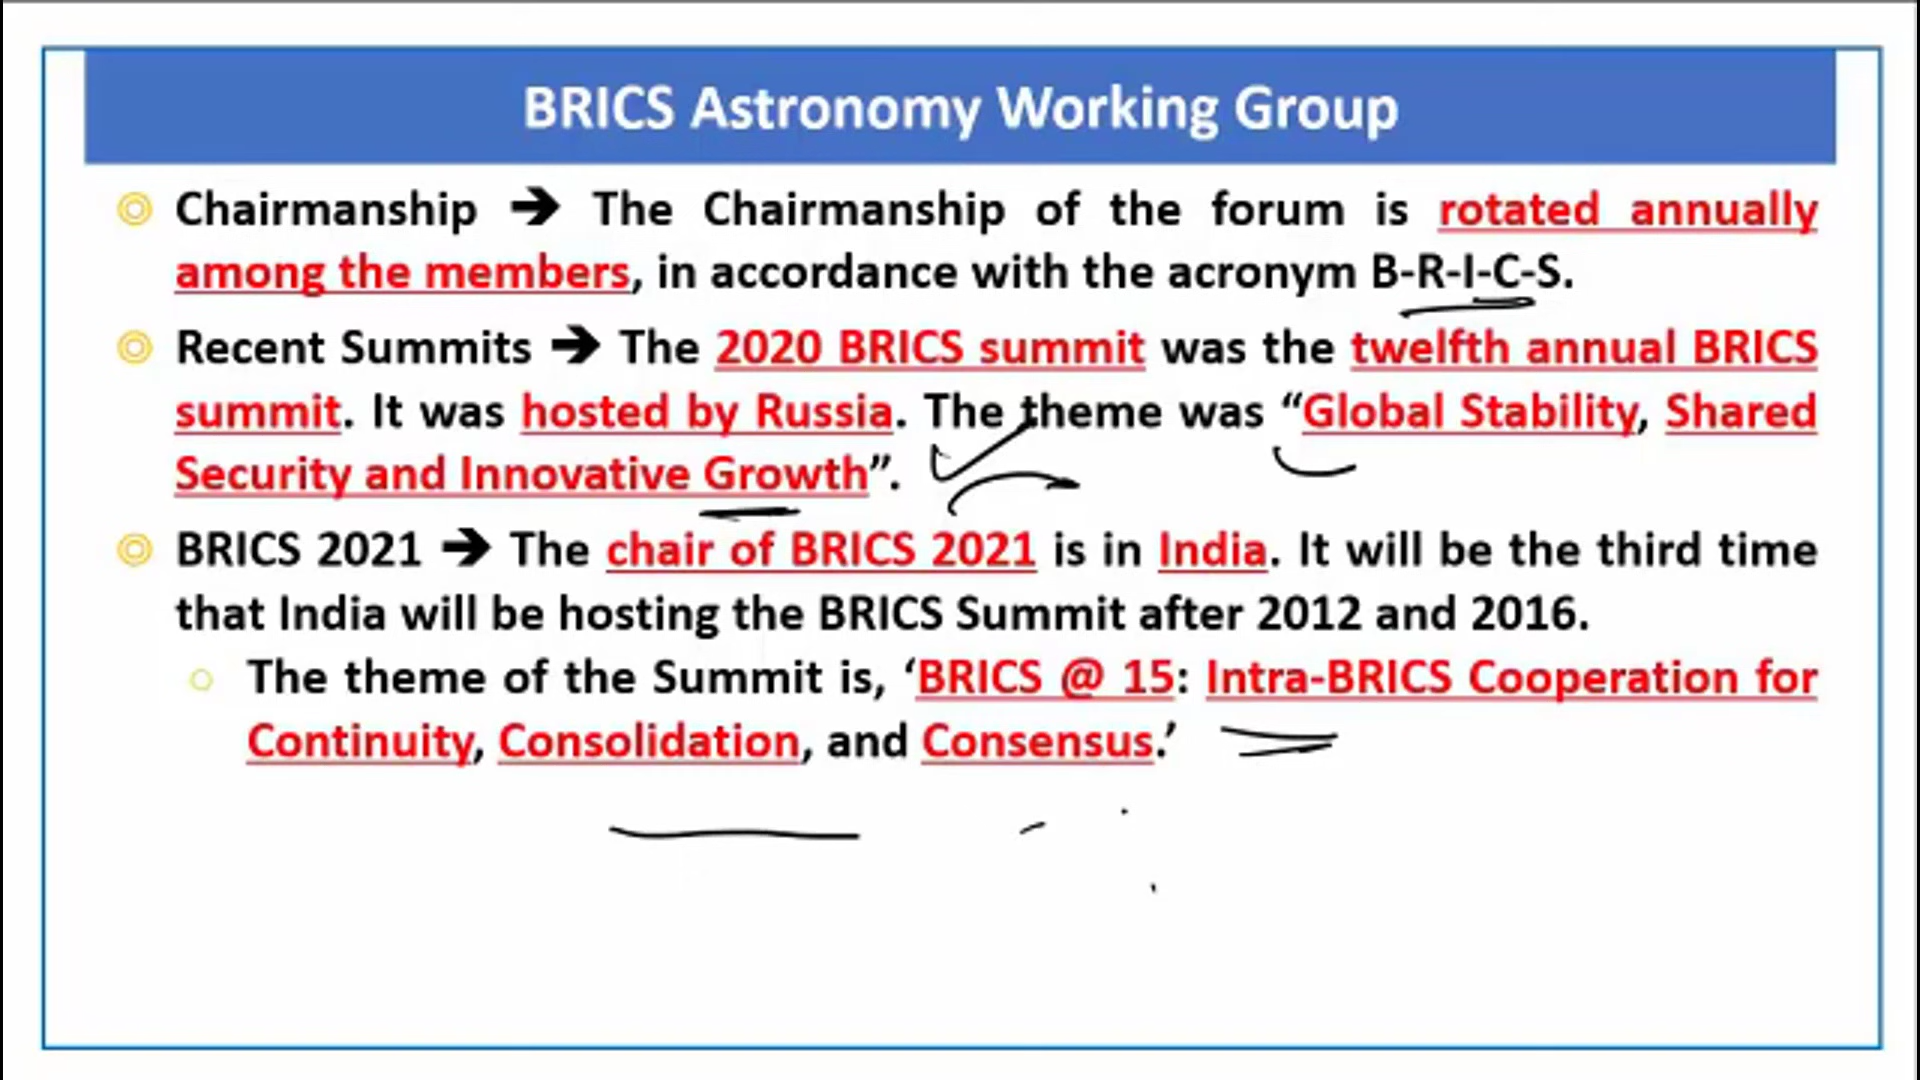 BRICS Astronomy Working Group
Chairmanship ➔ The Chairmanship of the forum is rotated annually
among the members, in accordance with the acronym B-R-I-C-S.
Recent Summits ➔ The 2020 BRICS summit was the twelfth annual BRICS
summit. It was hosted by Russia. The theme was “Global Stability, Shared
Security and Innovative Growth”.
BRICS 2021 ➔ The chair of BRICS 2021 is in India. It will be the third time
that India will be hosting the BRICS Summit after 2012 and 2016.
The theme of the Summit is, ‘BRICS @ 15: Intra-BRICS Cooperation for
Continuity, Consolidation, and Consensus.’